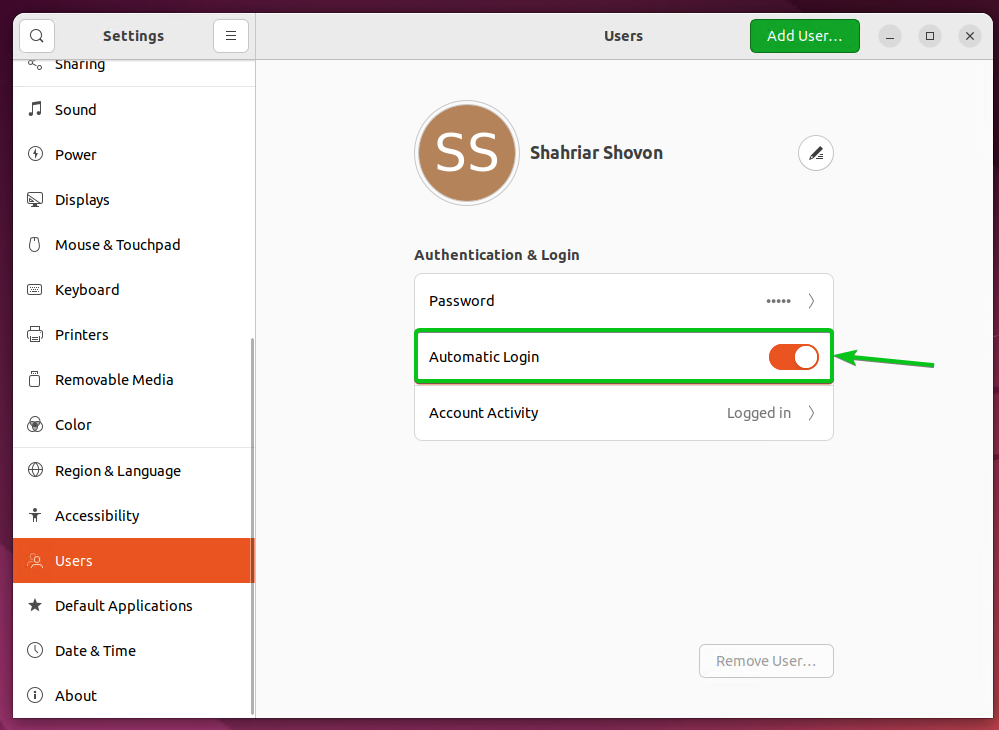 Settings
Users
Add User...
Sharing
Sound
Power
Displays
Mouse & Touchpad
Keyboard
Printers
Removable Media
Color
Region & Language
Accessibility
Users
Default Applications
Date & Time
About
SS
Shahriar Shovon
Authentication & Login
Password •••••
Automatic Login
Account Activity Logged in
Remove User...